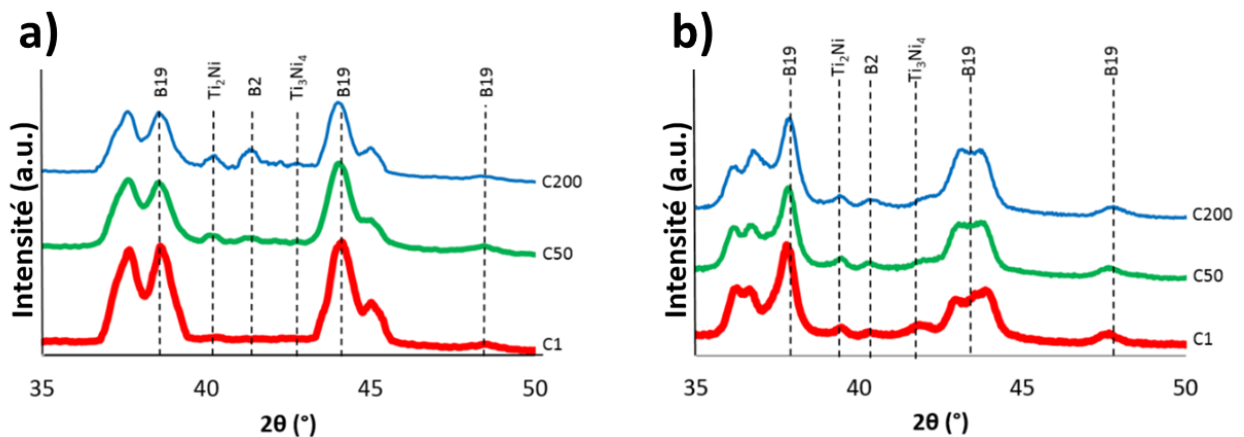 a)
B19
Ti₂Ni
B2
Ti₃Ni₄
B19
B19
C200
C50
C1
Intensité (a.u.)
35 40 45 50
2θ (°)
b)
B19
Ti₂Ni
B2
Ti₃Ni₄
B19
B19
C200
C50
C1
Intensité (a.u.)
35 40 45 50
2θ (°)